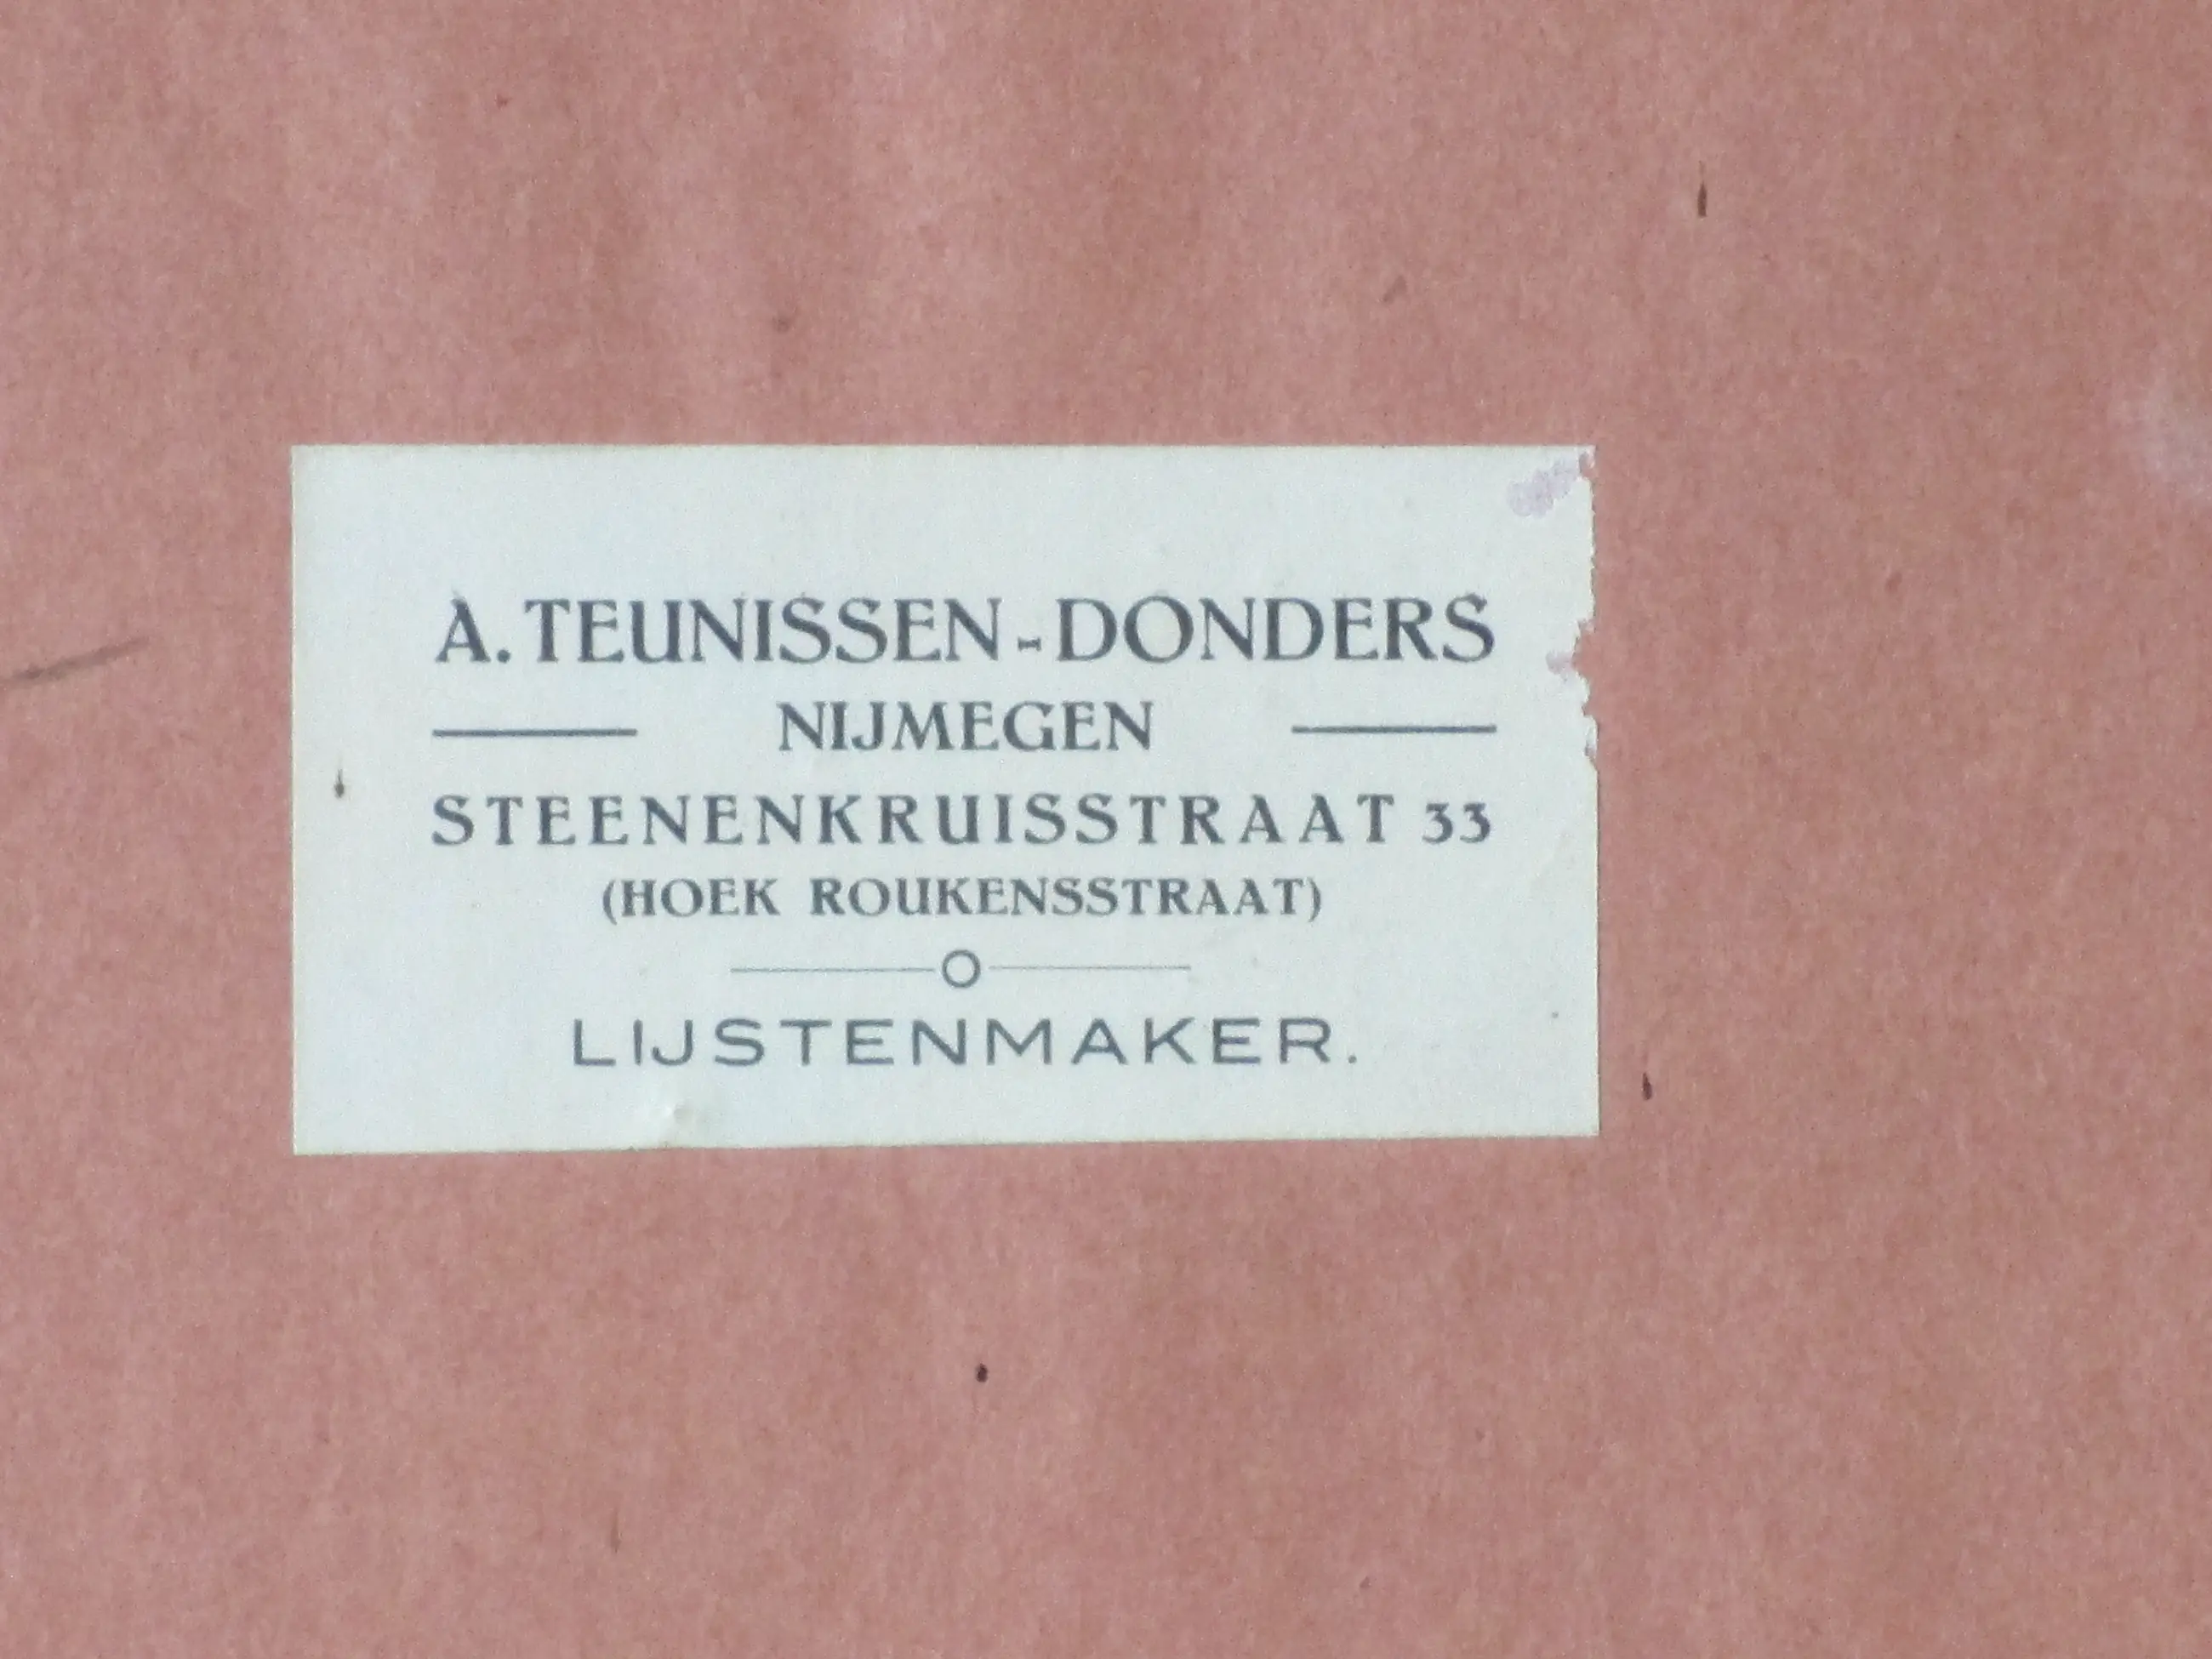 A. TEUNISSEN-DONDERS
NIJMEGEN
STEENENKRUISSTRAAT 33
(HOEK ROUKENSSTRAAT)
LIJSTENMAKER.